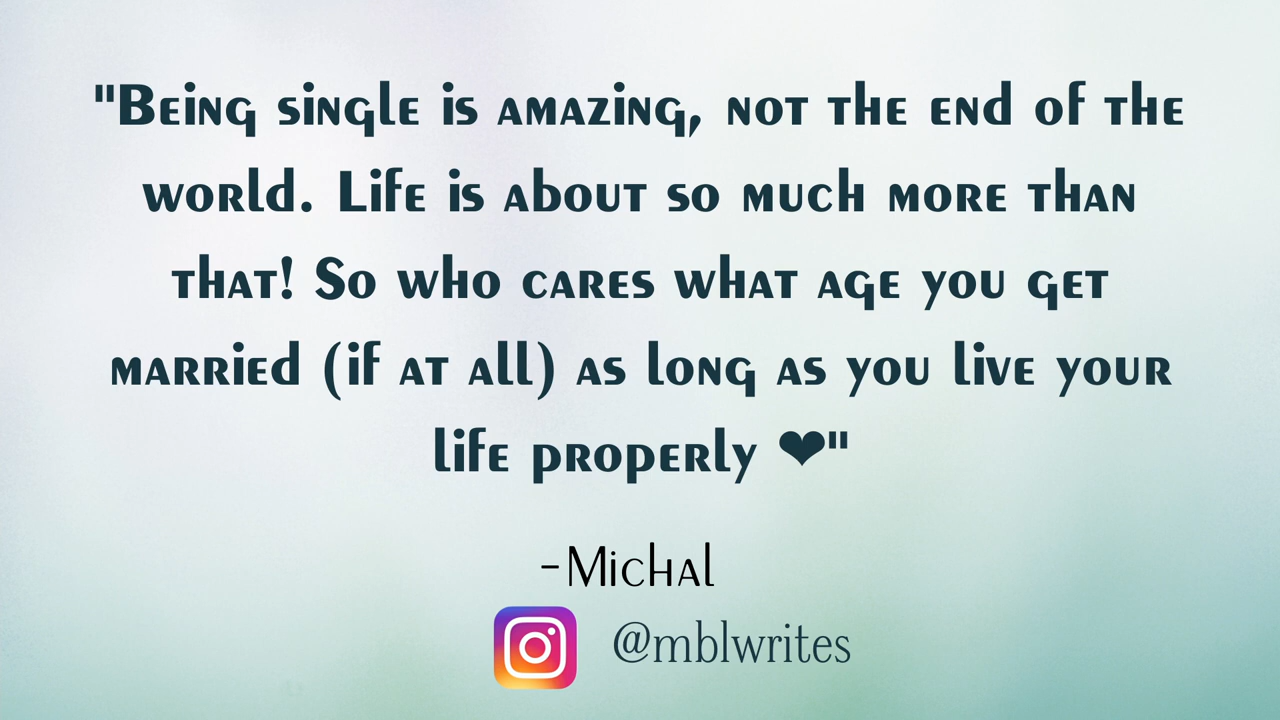 "Being single is amazing, not the end of the
world. Life is about so much more than
that! So who cares what age you get
married (if at all) as long as you live your
life properly ❤"
-Michal
@mblwrites